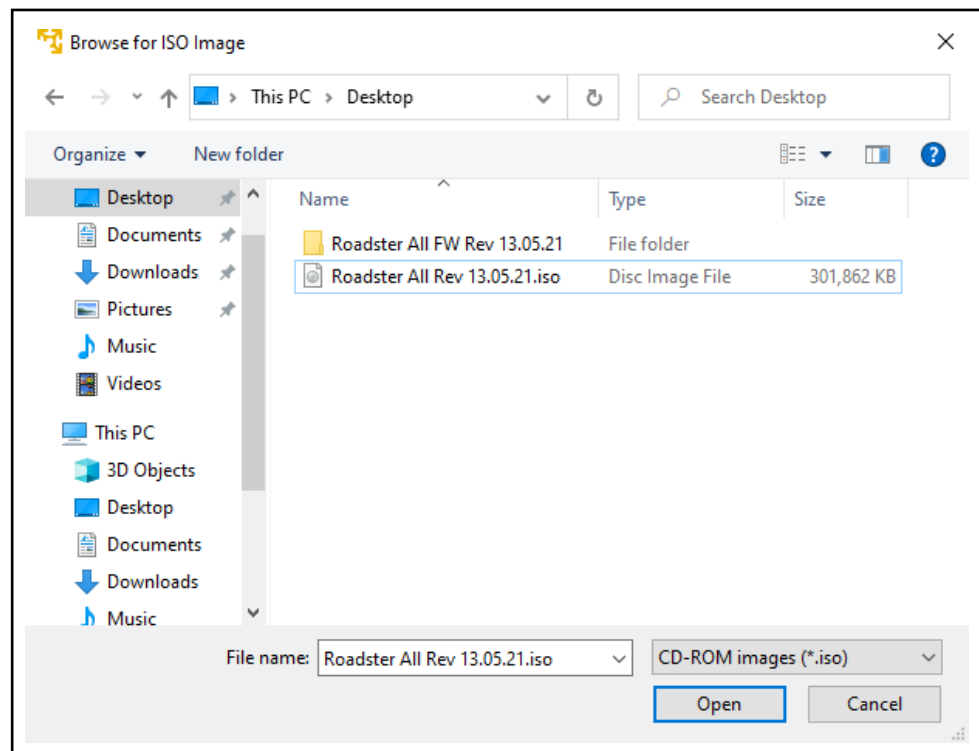 Browse for ISO Image
This PC > Desktop
Search Desktop
Organize
New folder
?
Name
Type
Size
Desktop
Documents
Downloads
Pictures
Music
Videos
This PC
3D Objects
Desktop
Documents
Downloads
Music
Roadster All FW Rev 13.05.21 File folder
Roadster All Rev 13.05.21.iso Disc Image File 301,862 KB
File name: Roadster All Rev 13.05.21.iso
CD-ROM images (*.iso)
Open
Cancel